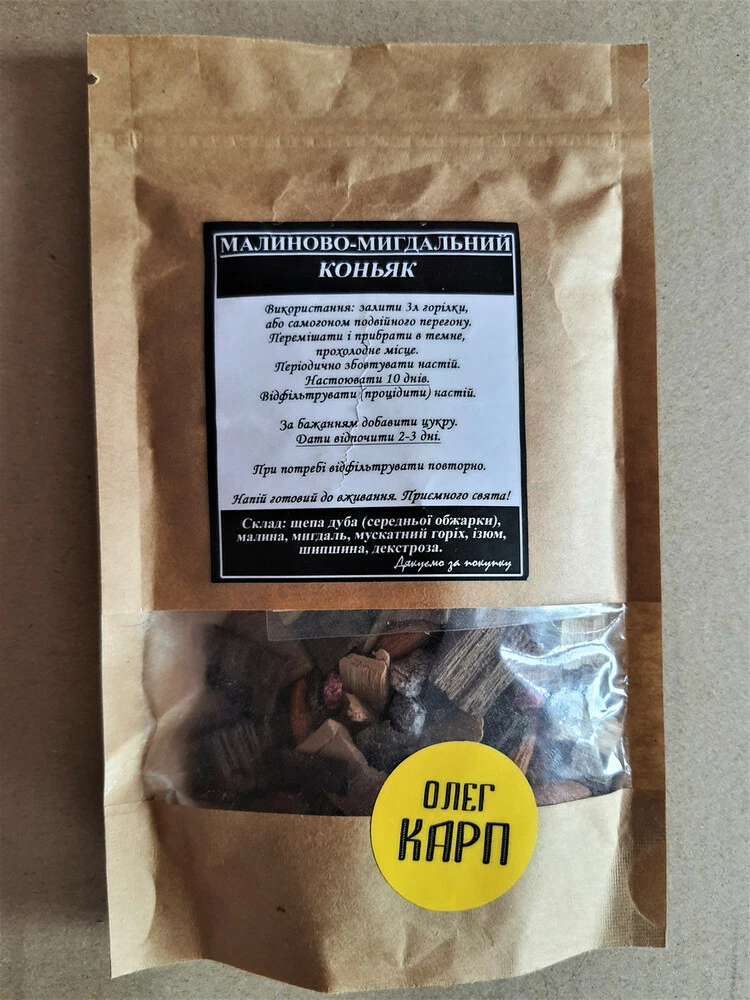 МАЛИНОВО-МИГДАЛЬНИЙ
КОНЬЯК
Використання: залити 3л горілки,
або самогоном подвійного перегону.
Перемішати і прибрати в темне,
прохолодне місце.
Періодично збовтувати настій.
Настоювати 10 днів.
Відфільтрувати (процідити) настій.
За бажанням добавити цукру.
Дати відпочити 2-3 дні.
При потребі відфільтрувати повторно.
Напій готовий до вживання. Приємного свята!
Склад: щепа дуба (середньої обжарки),
малина, мигдаль, мускатний горіх, ізюм,
шипшина, декстроза.
Дякуємо за покупку
ОЛЕГ
КАРП